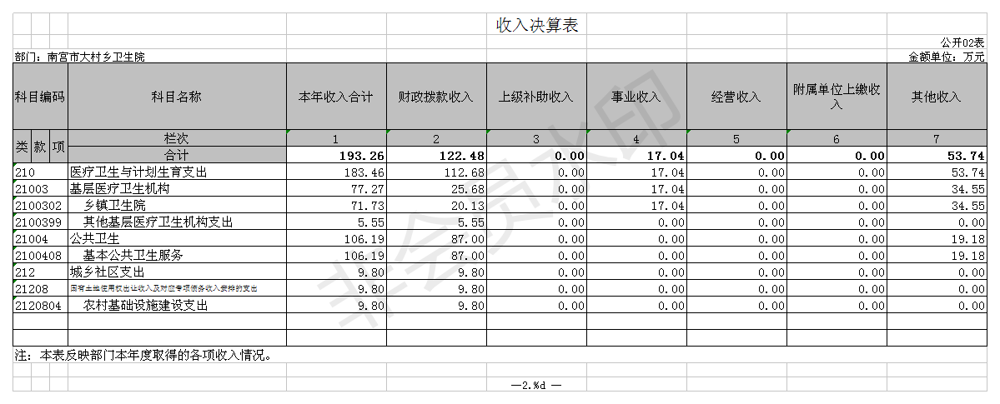 收入决算表
公开02表
部门：南宫市大村乡卫生院 金额单位：万元
科目编码 科目名称 本年收入合计 财政拨款收入 上级补助收入 事业收入 经营收入 附属单位上缴收入 其他收入
类 款 项 栏次 1 2 3 4 5 6 7
合计 193.26 122.48 0.00 17.04 0.00 0.00 53.74
210 医疗卫生与计划生育支出 183.46 112.68 0.00 17.04 0.00 0.00 53.74
21003 基层医疗卫生机构 77.27 25.68 0.00 17.04 0.00 0.00 34.55
2100302 乡镇卫生院 71.73 20.13 0.00 17.04 0.00 0.00 34.55
2100399 其他基层医疗卫生机构支出 5.55 5.55 0.00 0.00 0.00 0.00 0.00
21004 公共卫生 106.19 87.00 0.00 0.00 0.00 0.00 19.18
2100408 基本公共卫生服务 106.19 87.00 0.00 0.00 0.00 0.00 19.18
212 城乡社区支出 9.80 9.80 0.00 0.00 0.00 0.00 0.00
21208 国有土地使用权出让收入及对应专项债务收入安排的支出 9.80 9.80 0.00 0.00 0.00 0.00 0.00
2120804 农村基础设施建设支出 9.80 9.80 0.00 0.00 0.00 0.00 0.00
注：本表反映部门本年度取得的各项收入情况。
—2.%d —
非会员水印